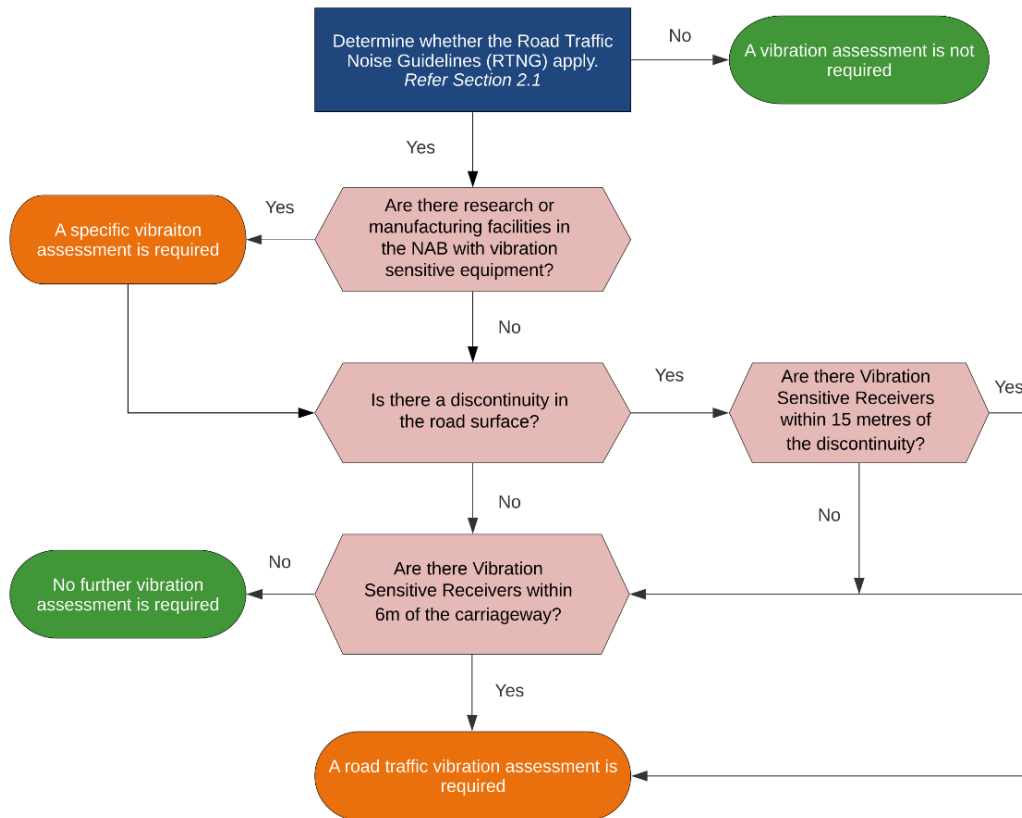 Determine whether the Road Traffic
Noise Guidelines (RTNG) apply.
Refer Section 2.1
No
A vibration assessment is not
required
Yes
Are there research or
manufacturing facilities in
the NAB with vibration
sensitive equipment?
Yes
A specific vibraiton
assessment is required
No
Is there a discontinuity in
the road surface?
Yes
Are there Vibration
Sensitive Receivers
within 15 metres of
the discontinuity?
Yes
No
No
Are there Vibration
Sensitive Receivers within
6m of the carriageway?
No
No further vibration
assessment is required
Yes
A road traffic vibration assessment is
required